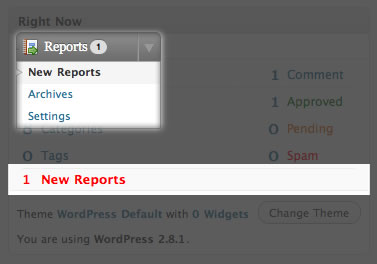 Right Now
Reports 1
New Reports
Archives
Settings
1 Comment
1 Approved
0 Categories
0 Pending
0 Tags
0 Spam
1 New Reports
Theme WordPress Default with 0 Widgets
Change Theme
You are using WordPress 2.8.1.